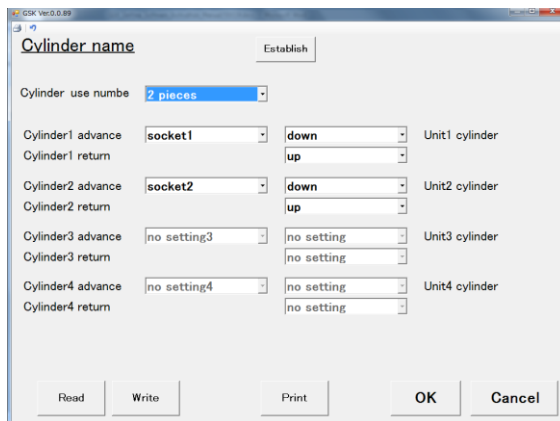 GSK Ver.0.0.89
Cylinder name
Establish
Cylinder use numbe 2 pieces
Cylinder1 advance socket1 down Unit1 cylinder
Cylinder1 return up
Cylinder2 advance socket2 down Unit2 cylinder
Cylinder2 return up
Cylinder3 advance no setting3 no setting Unit3 cylinder
Cylinder3 return no setting
Cylinder4 advance no setting4 no setting Unit4 cylinder
Cylinder4 return no setting
Read Write Print OK Cancel